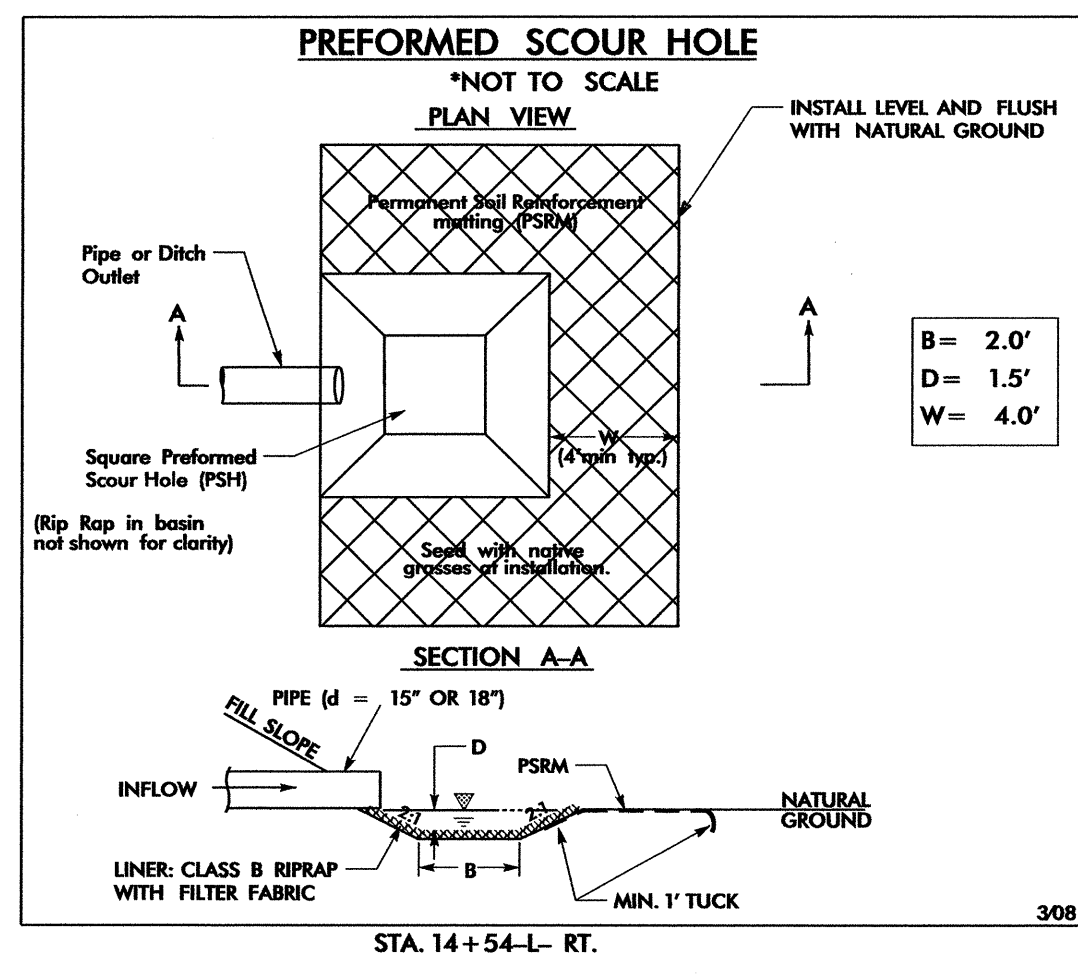 PREFORMED SCOUR HOLE
*NOT TO SCALE
PLAN VIEW
INSTALL LEVEL AND FLUSH
WITH NATURAL GROUND
Permanent Soil Reinforcement
matting (PSRM)
Pipe or Ditch
Outlet
A
A
B= 2.0'
D= 1.5'
W= 4.0'
W
(4'min typ.)
Square Preformed
Scour Hole (PSH)
(Rip Rap in basin
not shown for clarity)
Seed with native
grasses at installation.
SECTION A-A
PIPE (d = 15" OR 18")
FILL SLOPE
D
PSRM
INFLOW
2:1
2:1
NATURAL
GROUND
LINER: CLASS B RIPRAP
WITH FILTER FABRIC
B
MIN. 1' TUCK
3/08
STA. 14+54-L- RT.